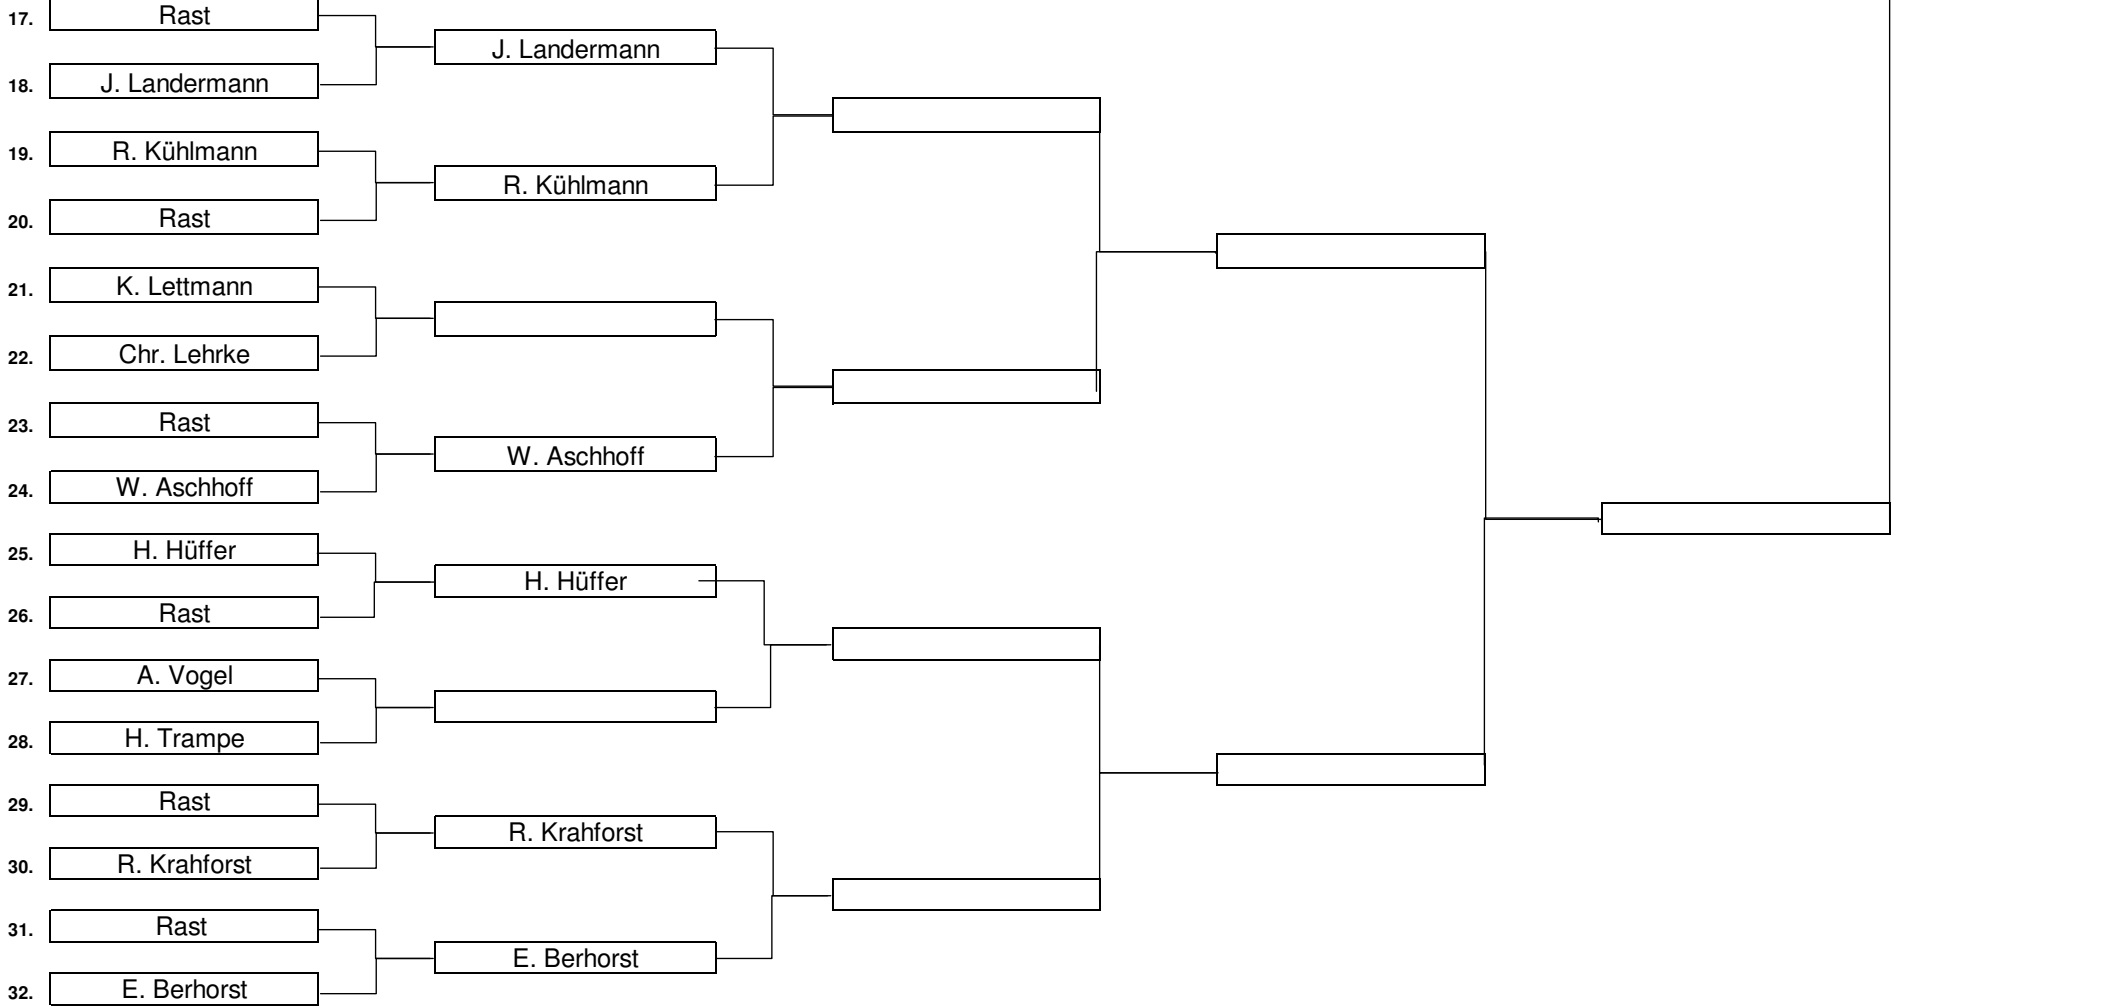 17. Rast
J. Landermann
18. J. Landermann
19. R. Kühlmann
R. Kühlmann
20. Rast
21. K. Lettmann
22. Chr. Lehrke
23. Rast
W. Aschhoff
24. W. Aschhoff
25. H. Hüffer
H. Hüffer
26. Rast
27. A. Vogel
28. H. Trampe
29. Rast
R. Krahforst
30. R. Krahforst
31. Rast
E. Berhorst
32. E. Berhorst